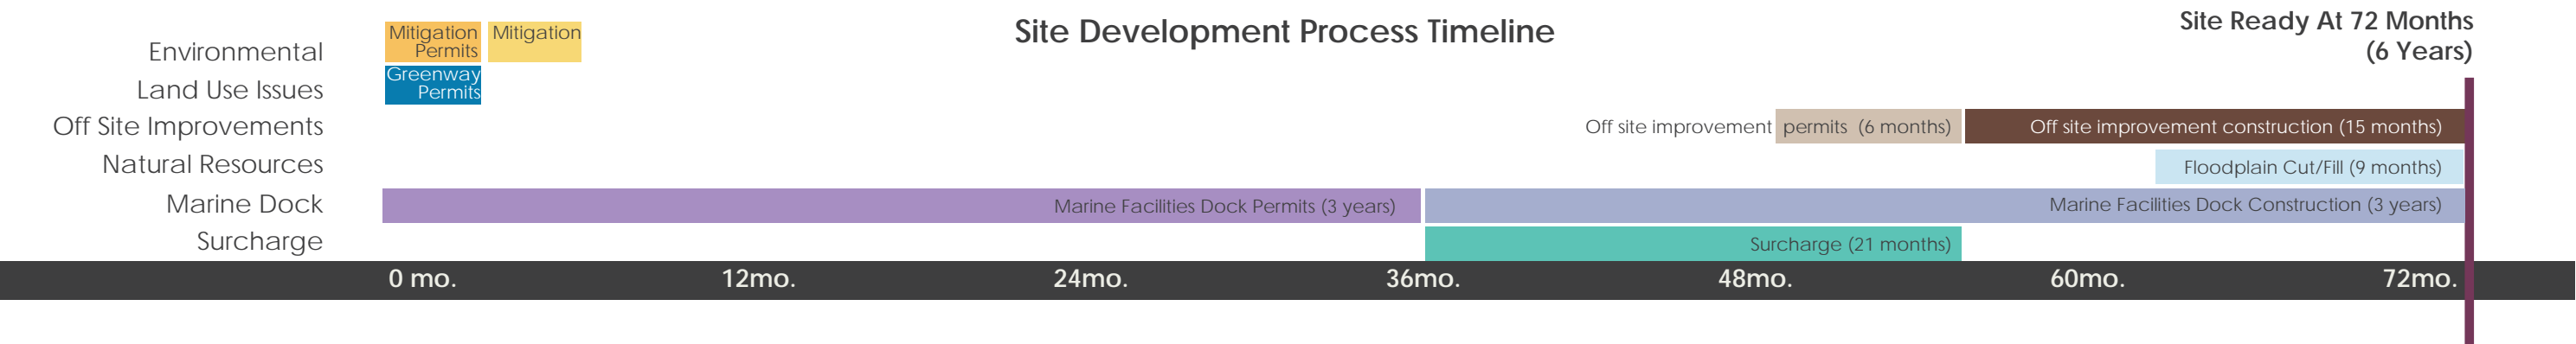 Site Development Process Timeline
Site Ready At 72 Months
(6 Years)
Environmental
Mitigation
Permits
Mitigation
Land Use Issues
Greenway
Permits
Off Site Improvements
Off site improvement permits (6 months)
Off site improvement construction (15 months)
Natural Resources
Floodplain Cut/Fill (9 months)
Marine Dock
Marine Facilities Dock Permits (3 years)
Marine Facilities Dock Construction (3 years)
Surcharge
Surcharge (21 months)
0 mo. 12mo. 24mo. 36mo. 48mo. 60mo. 72mo.